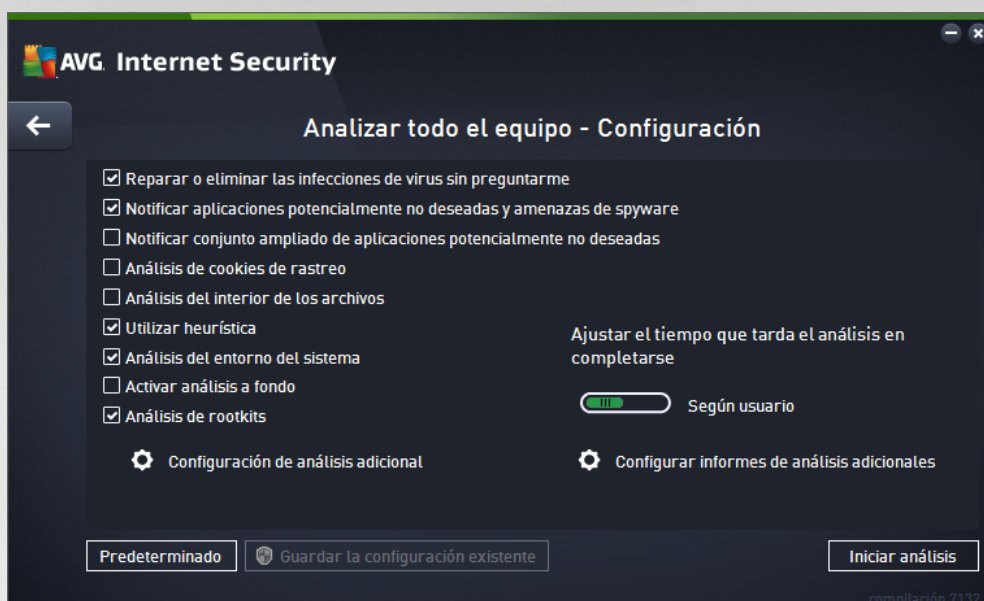 AVG. Internet Security
Analizar todo el equipo - Configuración
Reparar o eliminar las infecciones de virus sin preguntarme
Notificar aplicaciones potencialmente no deseadas y amenazas de spyware
Notificar conjunto ampliado de aplicaciones potencialmente no deseadas
Análisis de cookies de rastreo
Análisis del interior de los archivos
Utilizar heurística
Análisis del entorno del sistema
Activar análisis a fondo
Análisis de rootkits
Ajustar el tiempo que tarda el análisis en
completarse
Según usuario
Configuración de análisis adicional
Configurar informes de análisis adicionales
Predeterminado
Guardar la configuración existente
Iniciar análisis
compilación 7132